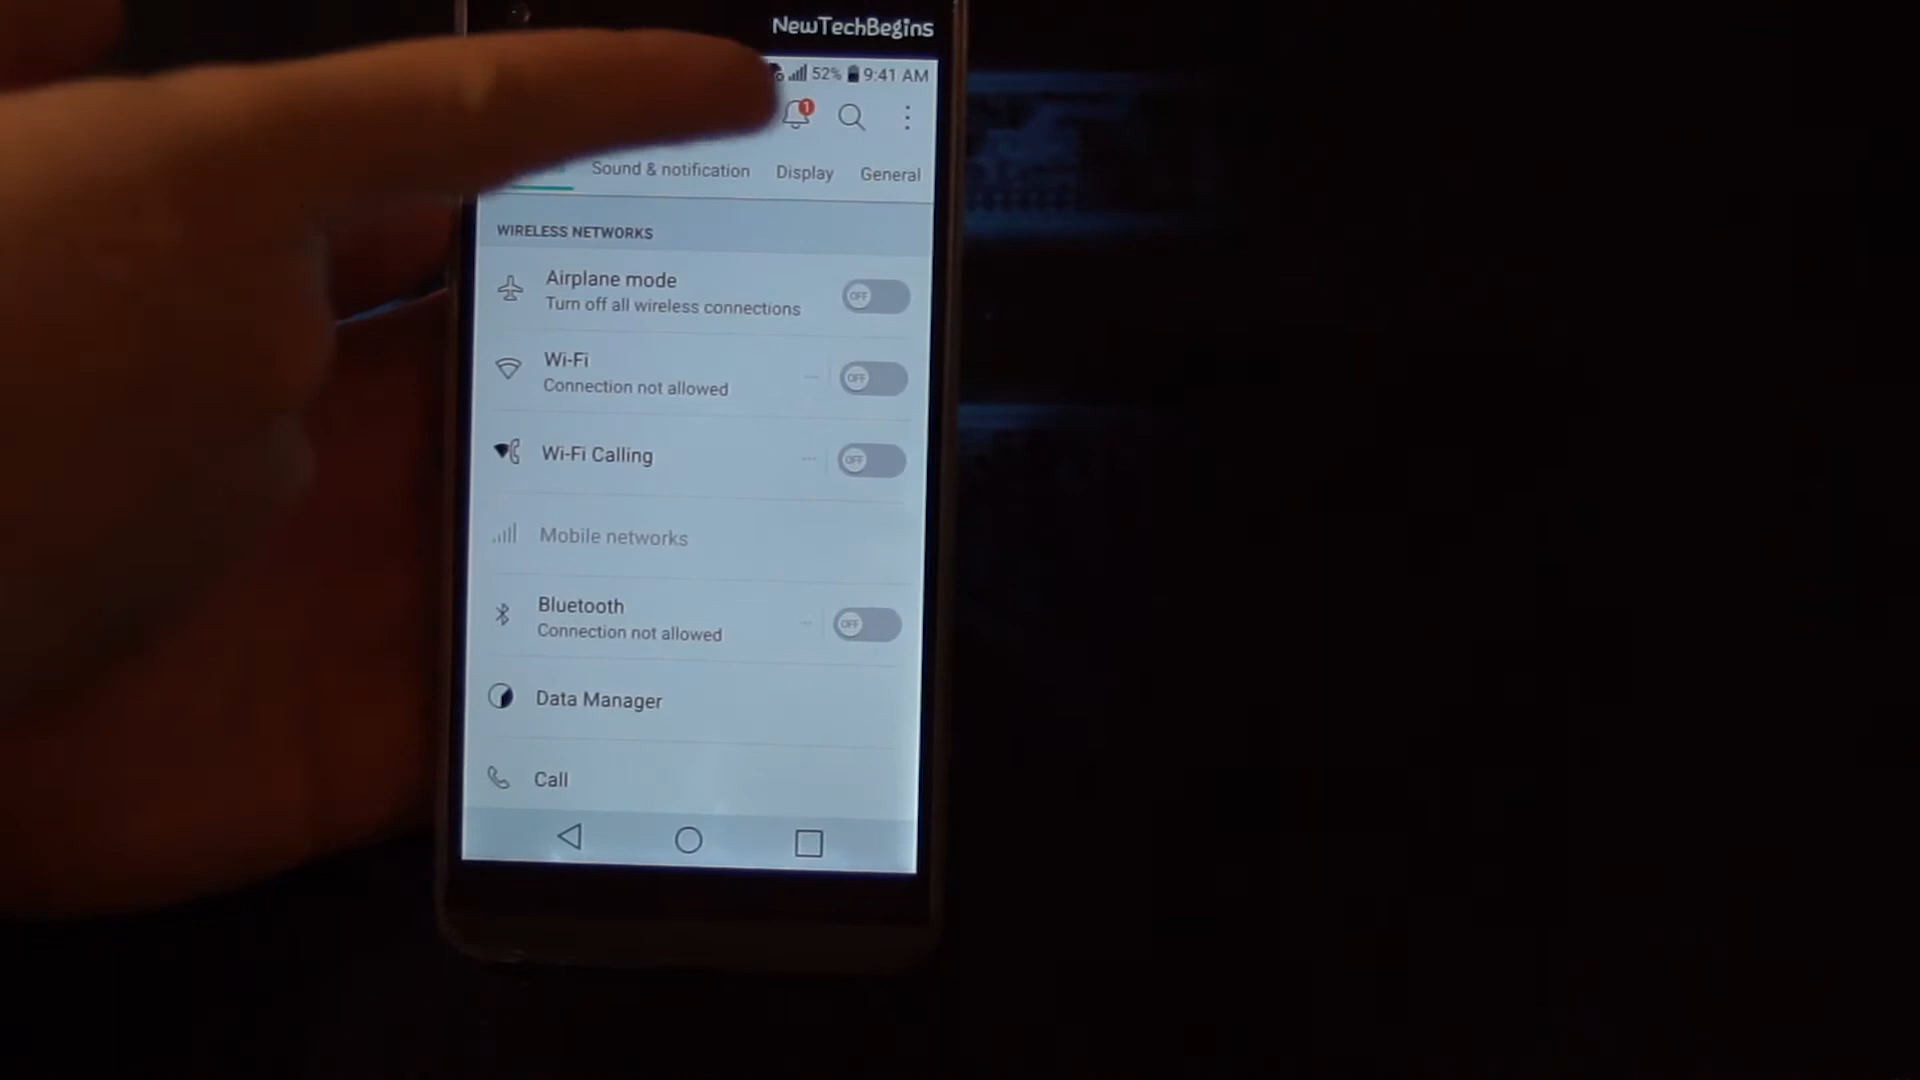 NewTechBegins
52% 9:41 AM
1
Sound & notification Display General
WIRELESS NETWORKS
Airplane mode
Turn off all wireless connections
OFF
Wi-Fi
Connection not allowed
OFF
Wi-Fi Calling
OFF
Mobile networks
Bluetooth
Connection not allowed
OFF
Data Manager
Call